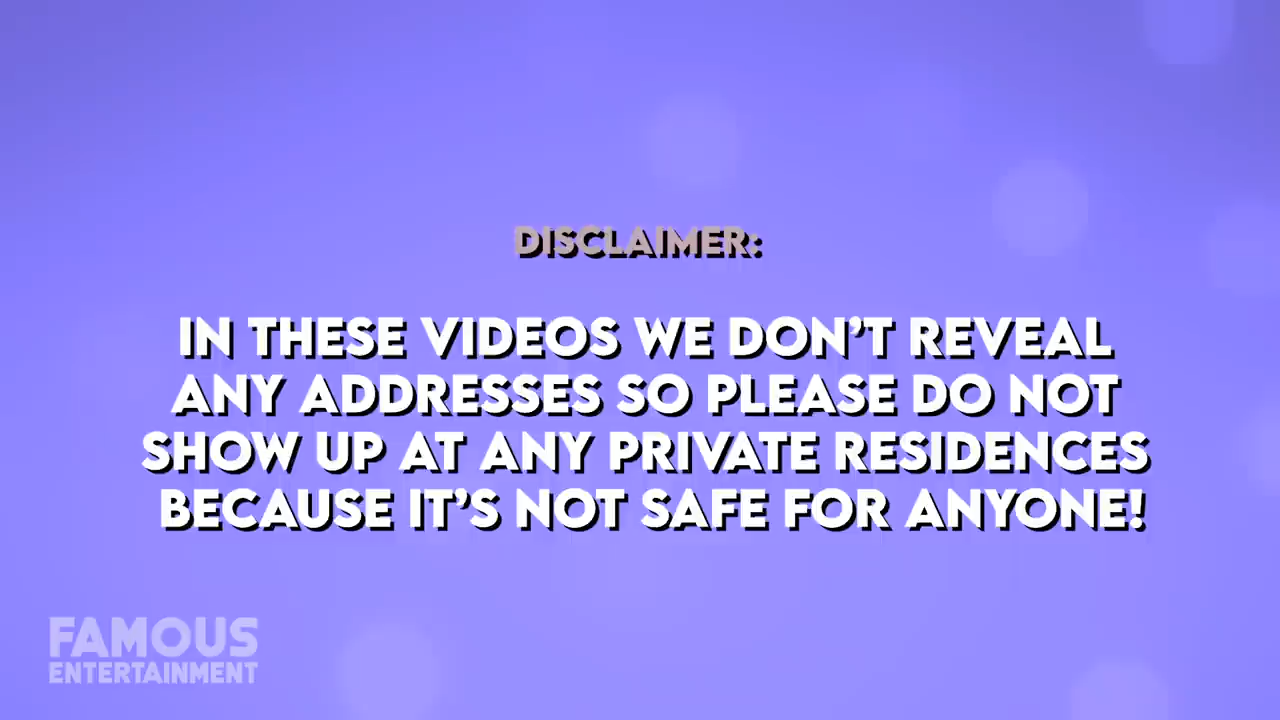 DISCLAIMER:
IN THESE VIDEOS WE DON'T REVEAL
ANY ADDRESSES SO PLEASE DO NOT
SHOW UP AT ANY PRIVATE RESIDENCES
BECAUSE IT'S NOT SAFE FOR ANYONE!
FAMOUS
ENTERTAINMENT